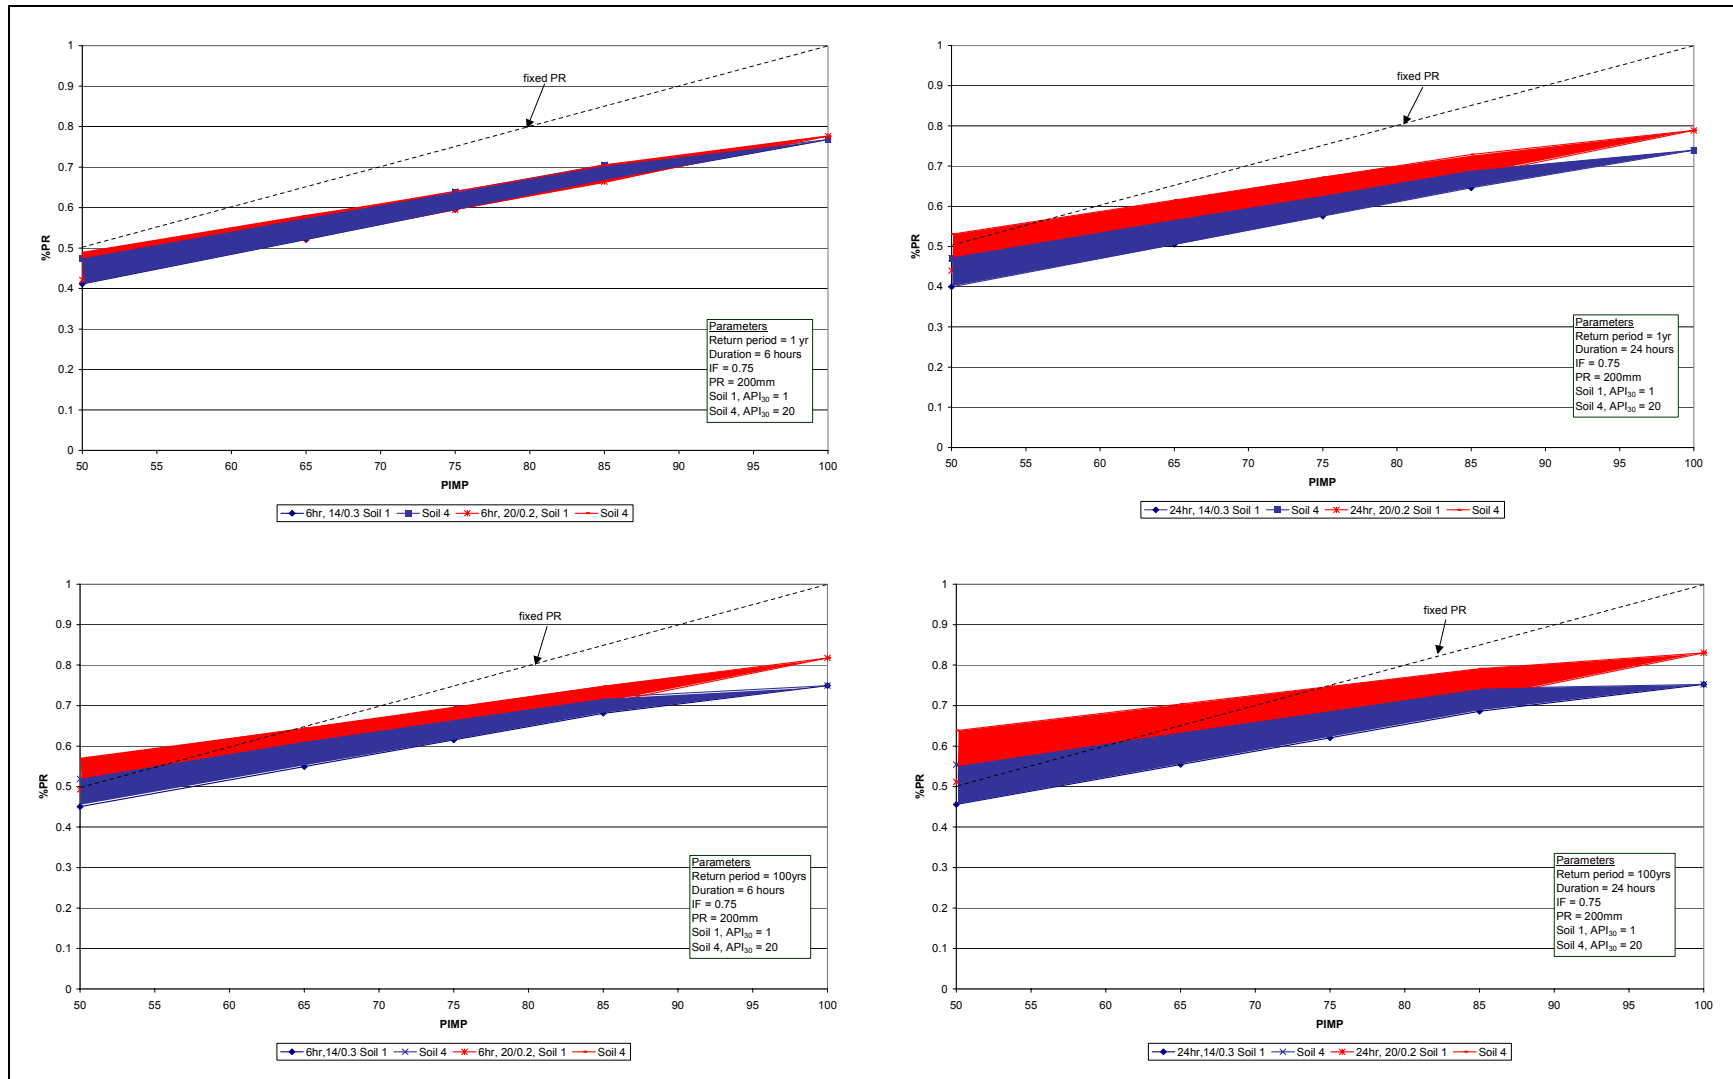 1
0.9
0.8
0.7
0.6
0.5
0.4
0.3
0.2
0.1
0
%PR
fixed PR
Parameters
Return period = 1 yr
Duration = 6 hours
IF = 0.75
PR = 200mm
Soil 1, API₃₀ = 1
Soil 4, API₃₀ = 20
50 55 60 65 70 75 80 85 90 95 100
PIMP
6hr, 14/0.3 Soil 1 Soil 4 6hr, 20/0.2, Soil 1 Soil 4
1
0.9
0.8
0.7
0.6
0.5
0.4
0.3
0.2
0.1
0
%PR
fixed PR
Parameters
Return period = 1yr
Duration = 24 hours
IF = 0.75
PR = 200mm
Soil 1, API₃₀ = 1
Soil 4, API₃₀ = 20
50 55 60 65 70 75 80 85 90 95 100
PIMP
24hr, 14/0.3 Soil 1 Soil 4 24hr, 20/0.2 Soil 1 Soil 4
1
0.9
0.8
0.7
0.6
0.5
0.4
0.3
0.2
0.1
0
%PR
fixed PR
Parameters
Return period = 100yrs
Duration = 6 hours
IF = 0.75
PR = 200mm
Soil 1, API₃₀ = 1
Soil 4, API₃₀ = 20
50 55 60 65 70 75 80 85 90 95 100
PIMP
6hr,14/0.3 Soil 1 Soil 4 6hr, 20/0.2, Soil 1 Soil 4
1
0.9
0.8
0.7
0.6
0.5
0.4
0.3
0.2
0.1
0
%PR
fixed PR
Parameters
Return period = 100yrs
Duration = 24 hours
IF = 0.75
PR = 200mm
Soil 1, API₃₀ = 1
Soil 4, API₃₀ = 20
50 55 60 65 70 75 80 85 90 95 100
PIMP
24hr,14/0.3 Soil 1 Soil 4 24hr, 20/0.2 Soil 1 Soil 4